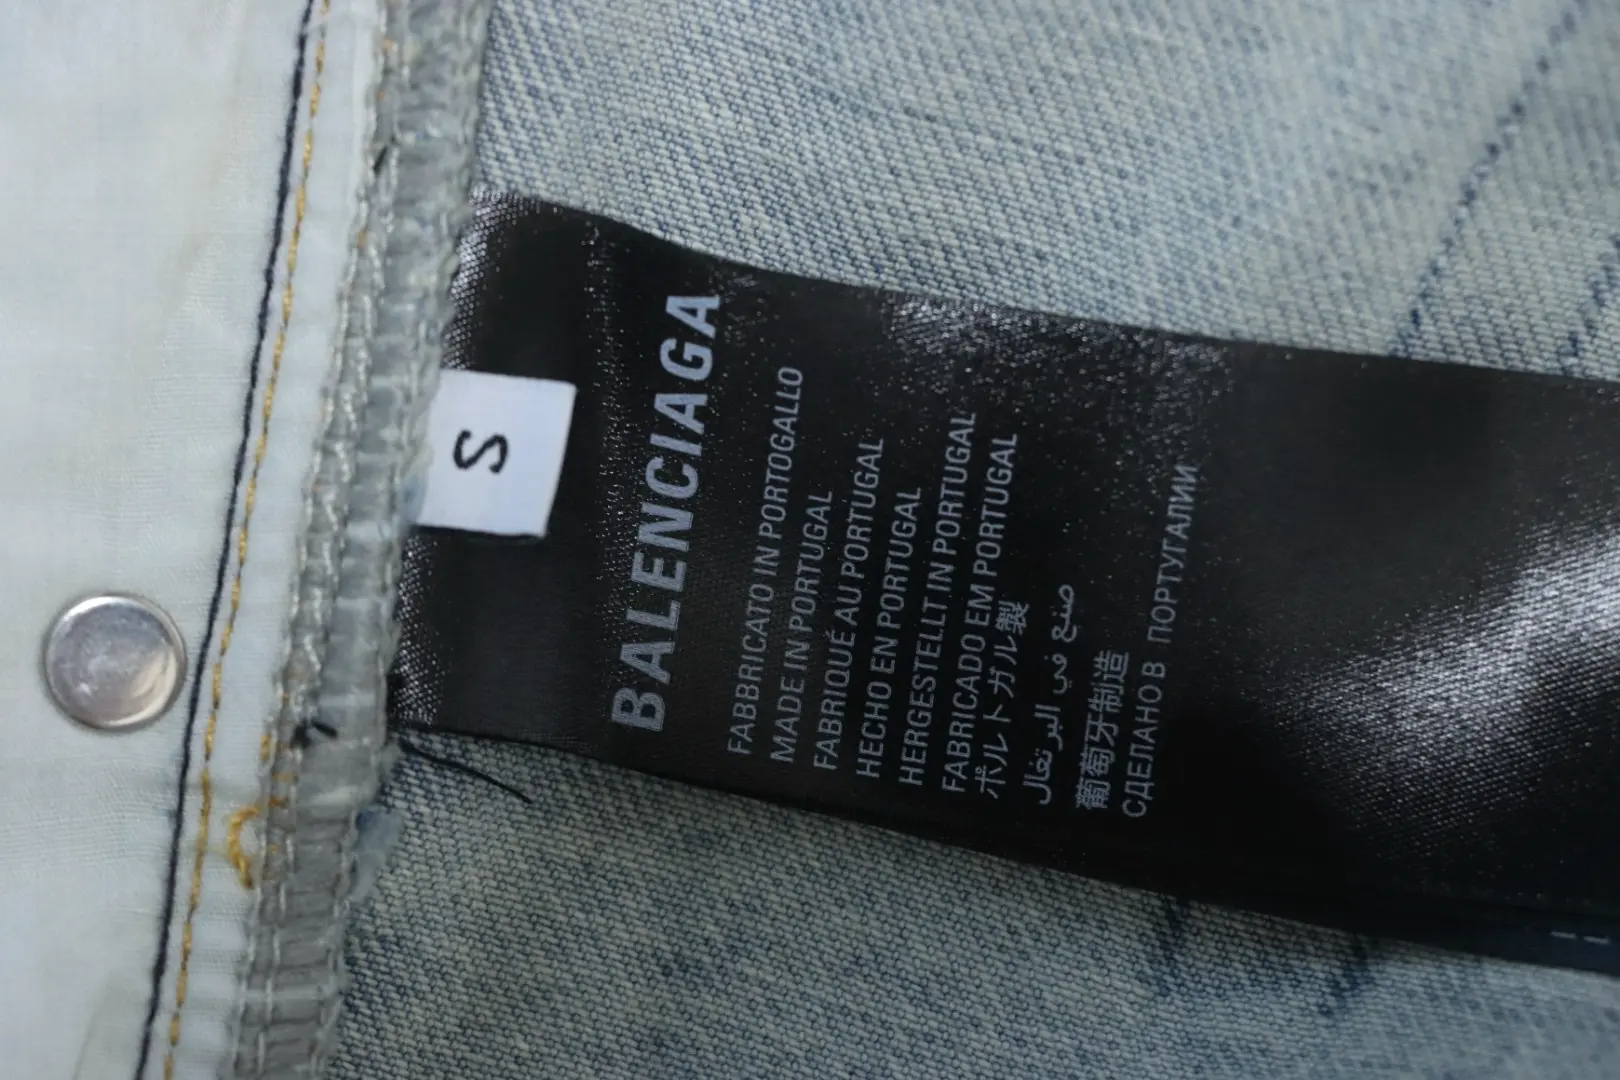 S
BALENCIAGA
FABBRICATO IN PORTOGALLO
MADE IN PORTUGAL
FABRIQUÉ AU PORTUGAL
HECHO EN PORTUGAL
HERGESTELLT IN PORTUGAL
FABRICADO EM PORTUGAL
ポルトガル製
صنع في البرتغال
葡萄牙制造
СДЕЛАНО В ПОРТУГАЛИИ